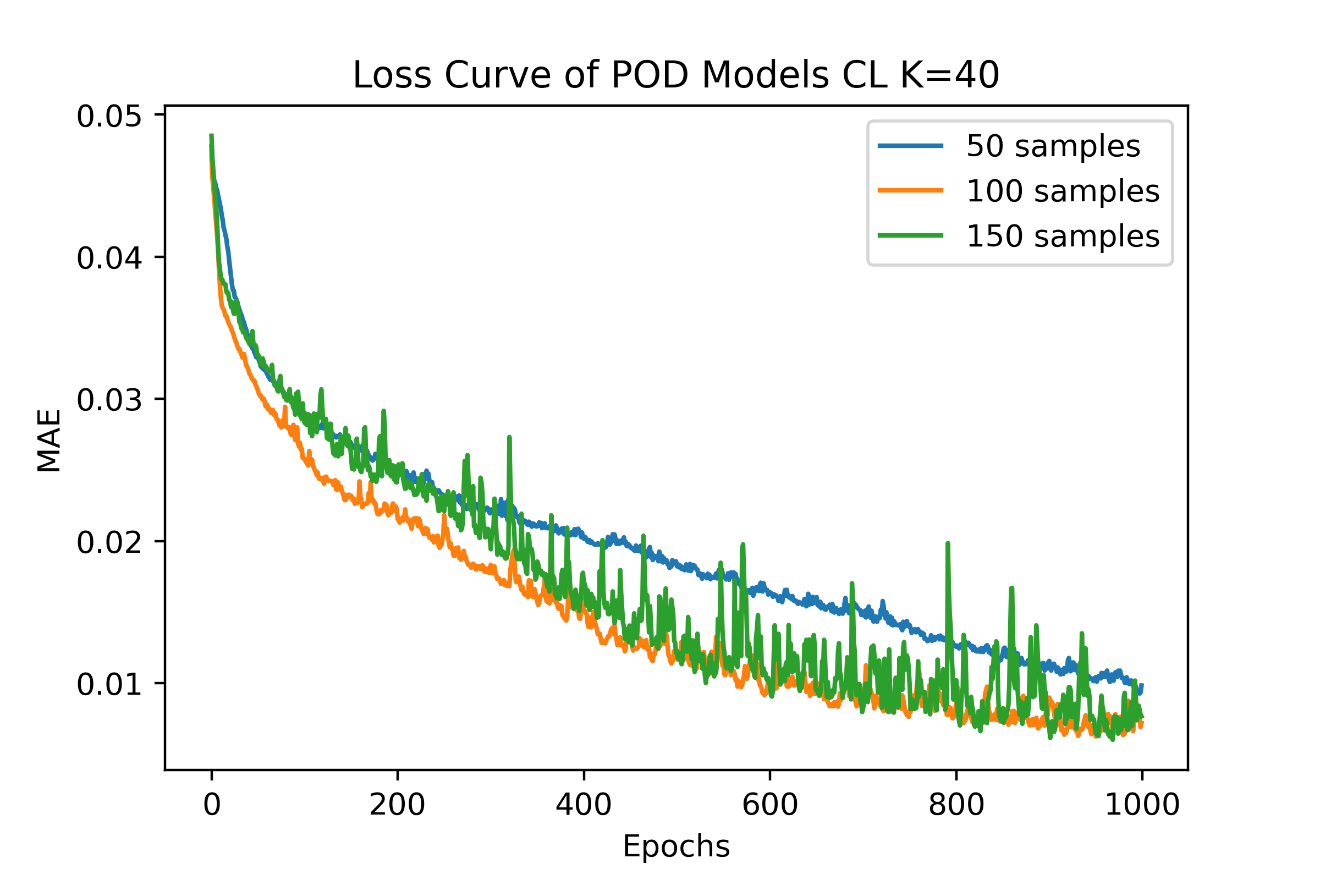 Loss Curve of POD Models CL K=40
0.05
0.04
0.03
0.02
0.01
MAE
50 samples
100 samples
150 samples
0 200 400 600 800 1000
Epochs